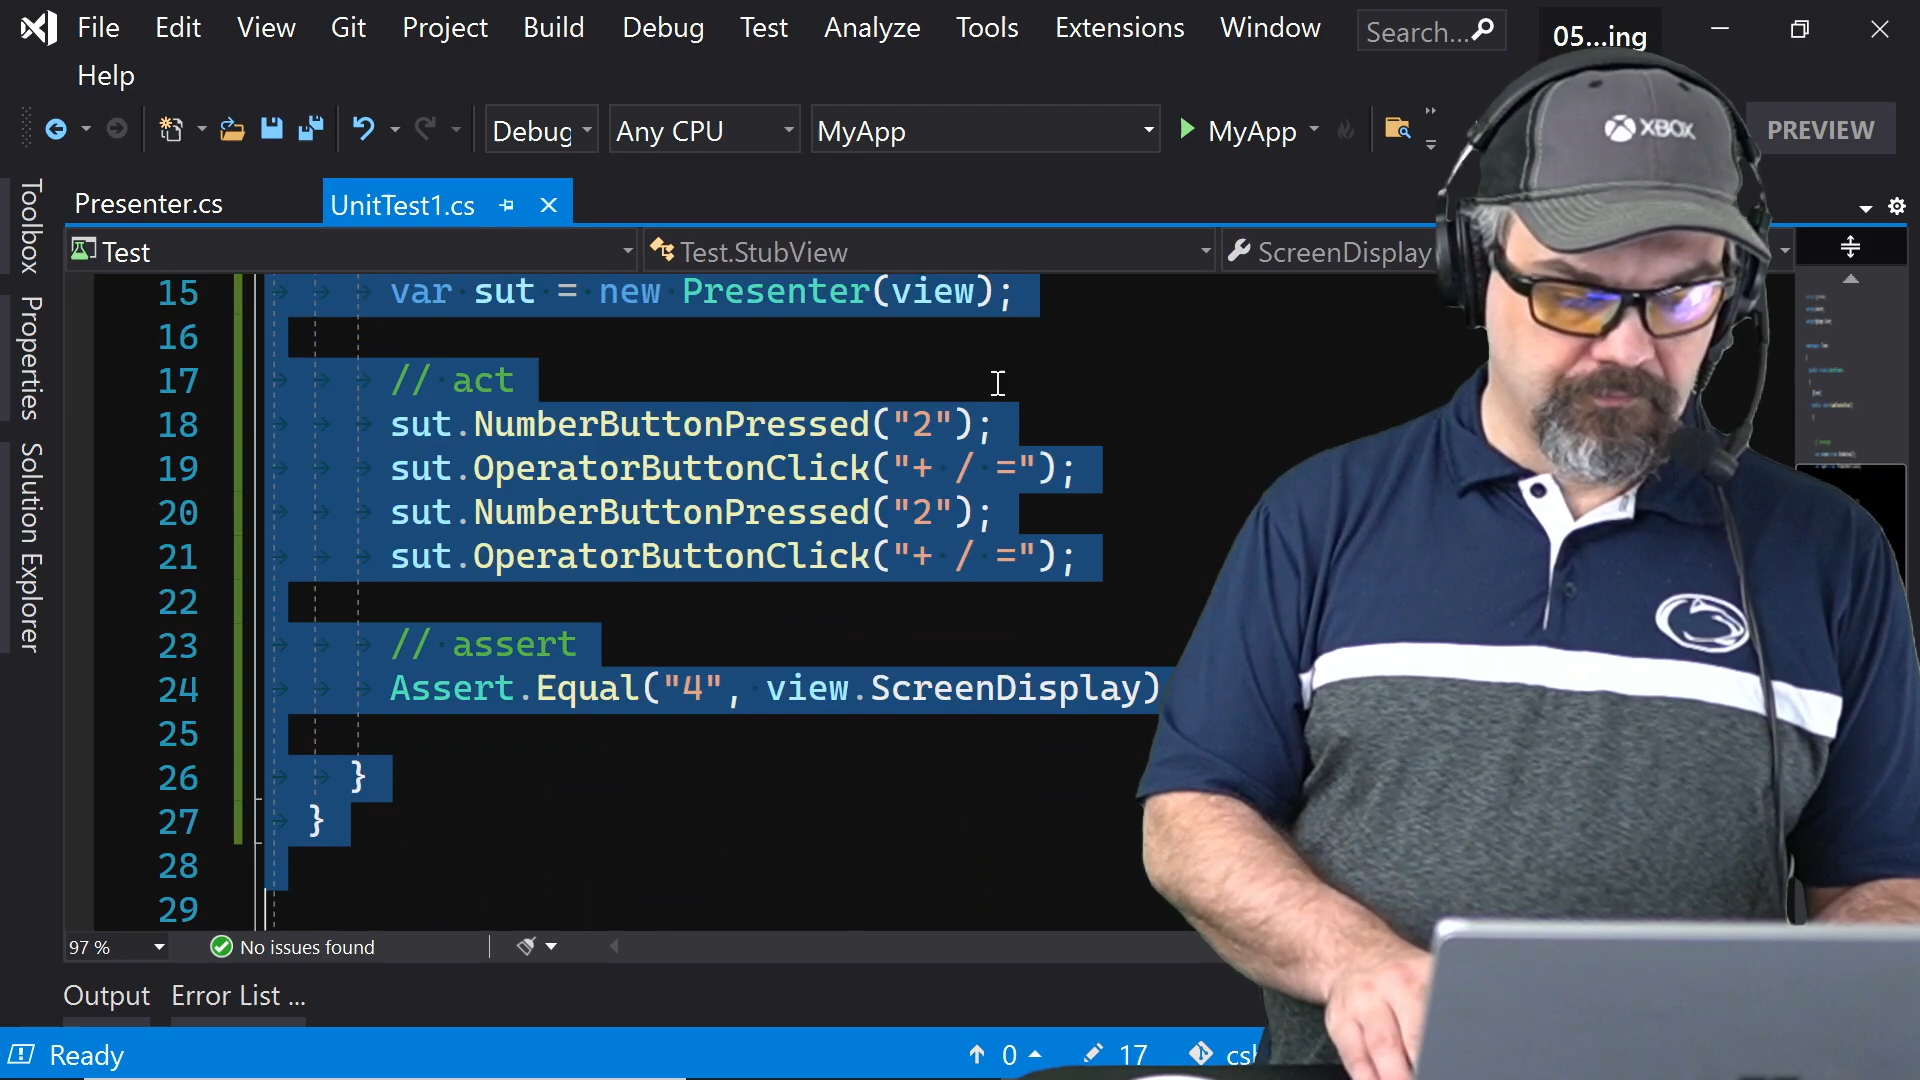 File Edit View Git Project Build Debug Test Analyze Tools Extensions Window Search... 05...ing
Help
Debug Any CPU MyApp MyApp PREVIEW
XBOX
Presenter.cs UnitTest1.cs
Test Test.StubView ScreenDisplay
Toolbox
Properties
Solution Explorer
15 var sut = new Presenter(view);
16
17 // act
18 sut.NumberButtonPressed("2");
19 sut.OperatorButtonClick("+ / =");
20 sut.NumberButtonPressed("2");
21 sut.OperatorButtonClick("+ / =");
22
23 // assert
24 Assert.Equal("4", view.ScreenDisplay)
25
26 }
27 }
28
29
97 % No issues found
Output Error List ...
Ready 0 17